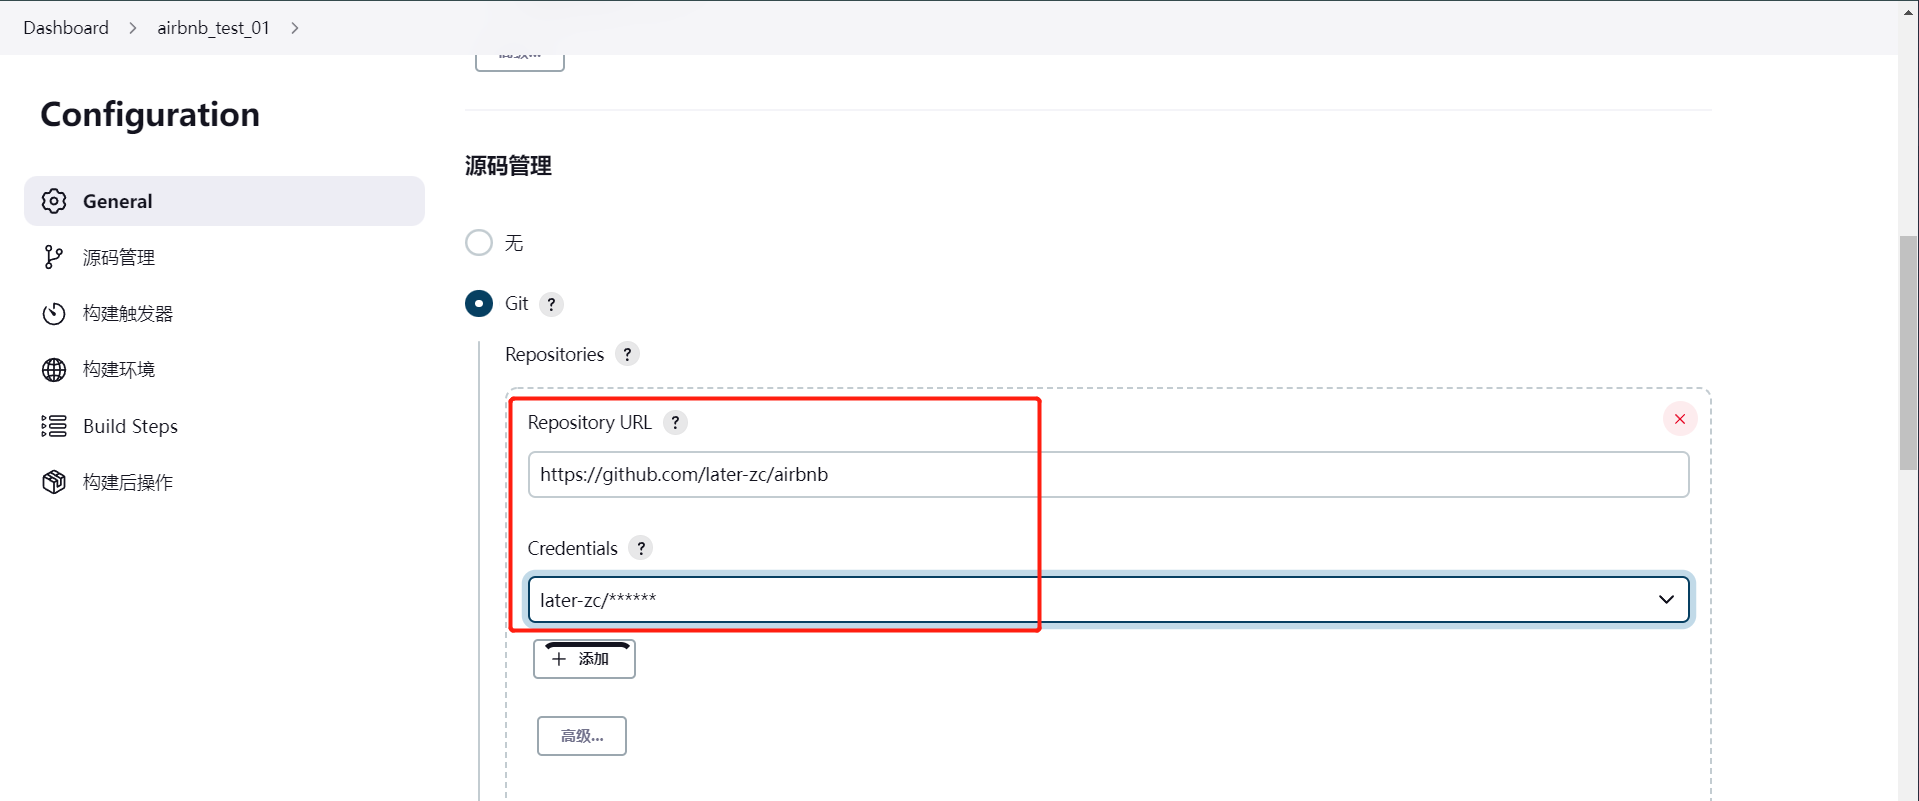 Dashboard
airbnb_test_01
Configuration
General
源码管理
构建触发器
构建环境
Build Steps
构建后操作
源码管理
无
Git ?
Repositories ?
Repository URL ?
https://github.com/later-zc/airbnb
Credentials ?
later-zc/******
添加
高级...